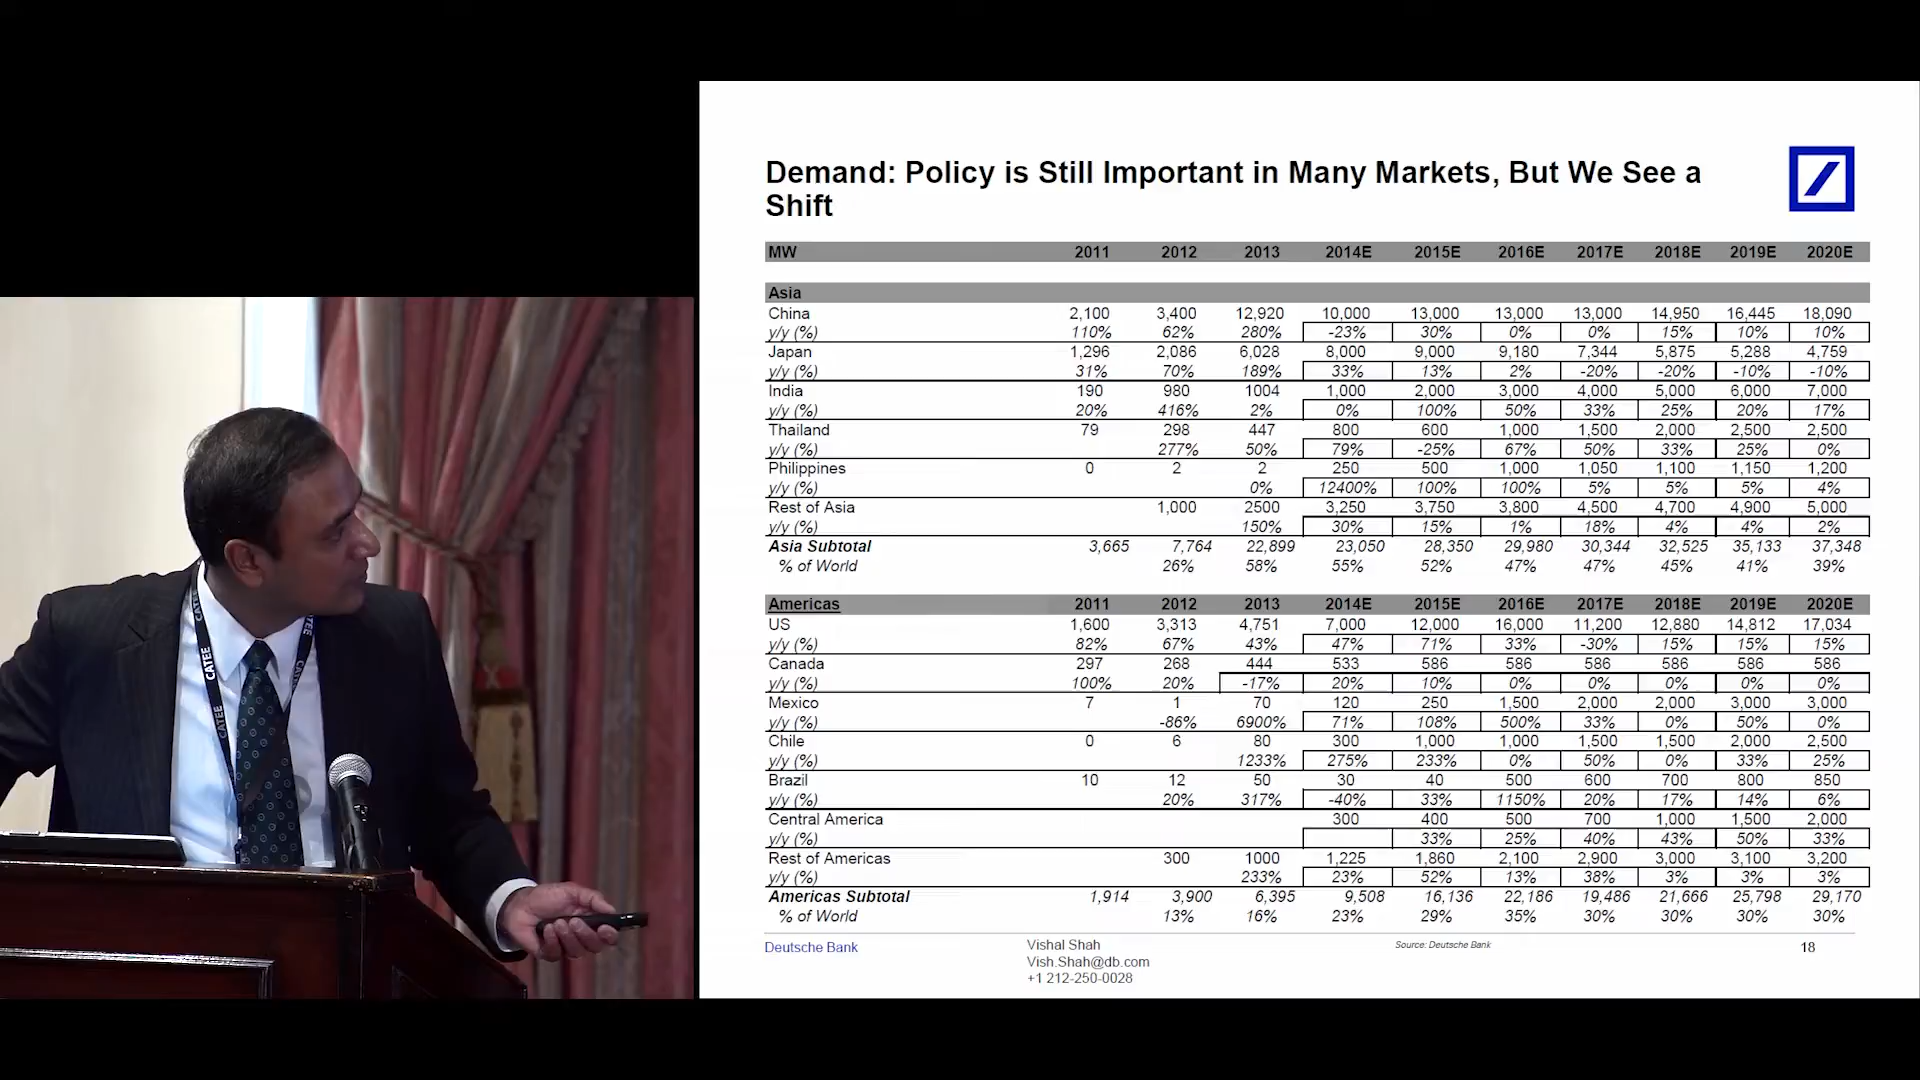 Demand: Policy is Still Important in Many Markets, But We See a
Shift
MW 2011 2012 2013 2014E 2015E 2016E 2017E 2018E 2019E 2020E
Asia
China 2,100 3,400 12,920 10,000 13,000 13,000 13,000 14,950 16,445 18,090
y/y (%) 110% 62% 280% -23% 30% 0% 0% 15% 10% 10%
Japan 1,296 2,086 6,028 8,000 9,000 9,180 7,344 5,875 5,288 4,759
y/y (%) 31% 70% 189% 33% 13% 2% -20% -20% -10% -10%
India 190 980 1004 1,000 2,000 3,000 4,000 5,000 6,000 7,000
y/y (%) 20% 416% 2% 0% 100% 50% 33% 25% 20% 17%
Thailand 79 298 447 800 600 1,000 1,500 2,000 2,500 2,500
y/y (%) 277% 50% 79% -25% 67% 50% 33% 25% 0%
Philippines 0 2 2 250 500 1,000 1,050 1,100 1,150 1,200
y/y (%) 0% 12400% 100% 100% 5% 5% 5% 4%
Rest of Asia 1,000 2500 3,250 3,750 3,800 4,500 4,700 4,900 5,000
y/y (%) 150% 30% 15% 1% 18% 4% 4% 2%
Asia Subtotal 3,665 7,764 22,899 23,050 28,350 29,980 30,344 32,525 35,133 37,348
% of World 26% 58% 55% 52% 47% 47% 45% 41% 39%
Americas 2011 2012 2013 2014E 2015E 2016E 2017E 2018E 2019E 2020E
US 1,600 3,313 4,751 7,000 12,000 16,000 11,200 12,880 14,812 17,034
y/y (%) 82% 67% 43% 47% 71% 33% -30% 15% 15% 15%
Canada 297 268 444 533 586 586 586 586 586 586
y/y (%) 100% 20% -17% 20% 10% 0% 0% 0% 0% 0%
Mexico 7 1 70 120 250 1,500 2,000 2,000 3,000 3,000
y/y (%) -86% 6900% 71% 108% 500% 33% 0% 50% 0%
Chile 0 6 80 300 1,000 1,000 1,500 1,500 2,000 2,500
y/y (%) 1233% 275% 233% 0% 50% 0% 33% 25%
Brazil 10 12 50 30 40 500 600 700 800 850
y/y (%) 20% 317% -40% 33% 1150% 20% 17% 14% 6%
Central America 300 400 500 700 1,000 1,500 2,000
y/y (%) 33% 25% 40% 43% 50% 33%
Rest of Americas 300 1000 1,225 1,860 2,100 2,900 3,000 3,100 3,200
y/y (%) 233% 23% 52% 13% 38% 3% 3% 3%
Americas Subtotal 1,914 3,900 6,395 9,508 16,136 22,186 19,486 21,666 25,798 29,170
% of World 13% 16% 23% 29% 35% 30% 30% 30% 30%
Deutsche Bank
Vishal Shah
Vish.Shah@db.com
+1 212-250-0028
Source: Deutsche Bank
18
CATEE
CATEE